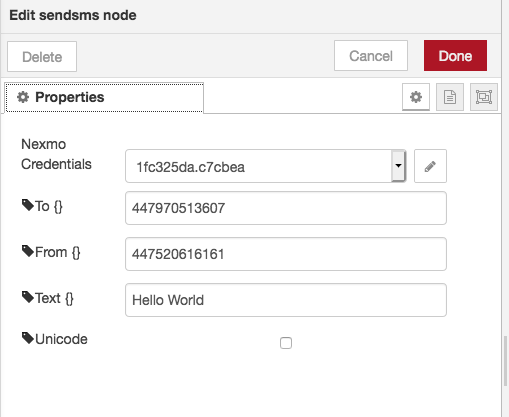 Edit sendsms node
Delete
Cancel
Done
Properties
Nexmo
Credentials
1fc325da.c7cbea
To {}
447970513607
From {}
447520616161
Text {}
Hello World
Unicode